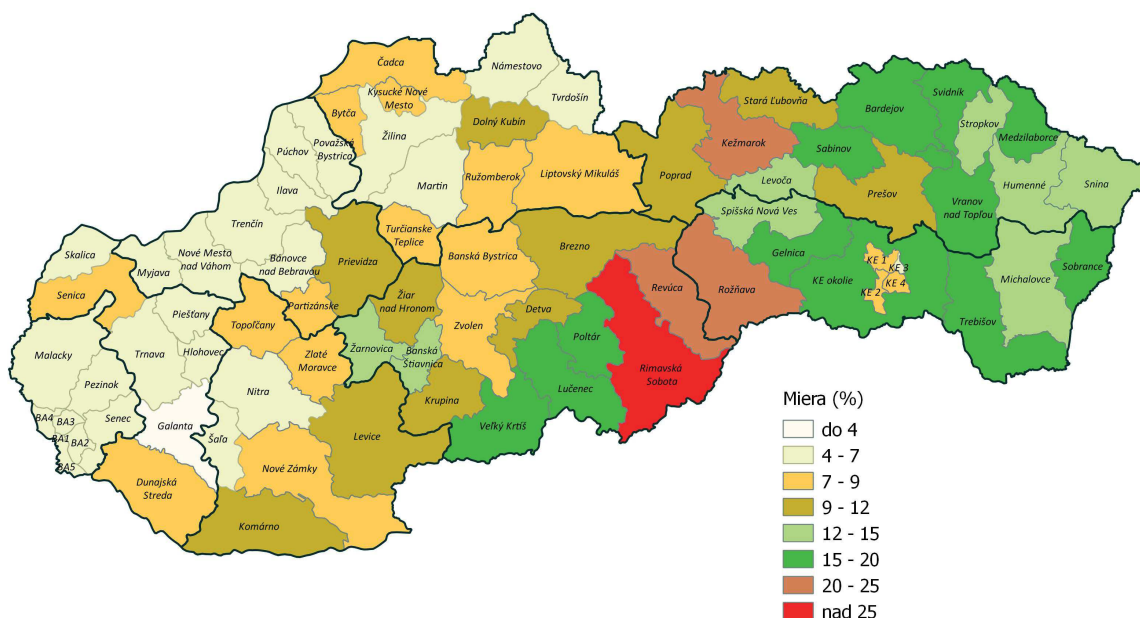 Čadca
Námestovo
Kysucké Nové
Mesto
Tvrdošín
Bytča
Dolný Kubín
Žilina
Považská
Bystrica
Púchov
Ilava
Martin
Ružomberok
Liptovský Mikuláš
Stará Ľubovňa
Kežmarok
Poprad
Levoča
Bardejov
Svidník
Stropkov
Medzilaborce
Sabinov
Prešov
Humenné
Snina
Vranov
nad Topľou
Trenčín
Skalica
Myjava
Nové Mesto
nad Váhom
Bánovce
nad Bebravou
Prievidza
Turčianske
Teplice
Banská Bystrica
Brezno
Spišská Nová Ves
Gelnica
Rožňava
Revúca
KE okolie
KE 1
KE 3
KE 2
KE 4
Michalovce
Sobrance
Trebišov
Senica
Piešťany
Partizánske
Topoľčany
Žiar
nad Hronom
Zvolen
Detva
Poltár
Rimavská
Sobota
Malacky
Trnava
Hlohovec
Zlaté
Moravce
Žarnovica
Banská
Štiavnica
Pezinok
Nitra
Krupina
Lučenec
Senec
BA4
BA3
BA1
BA2
BA5
Galanta
Šaľa
Levice
Veľký Krtíš
Dunajská
Streda
Nové Zámky
Komárno
Miera (%)
do 4
4 - 7
7 - 9
9 - 12
12 - 15
15 - 20
20 - 25
nad 25